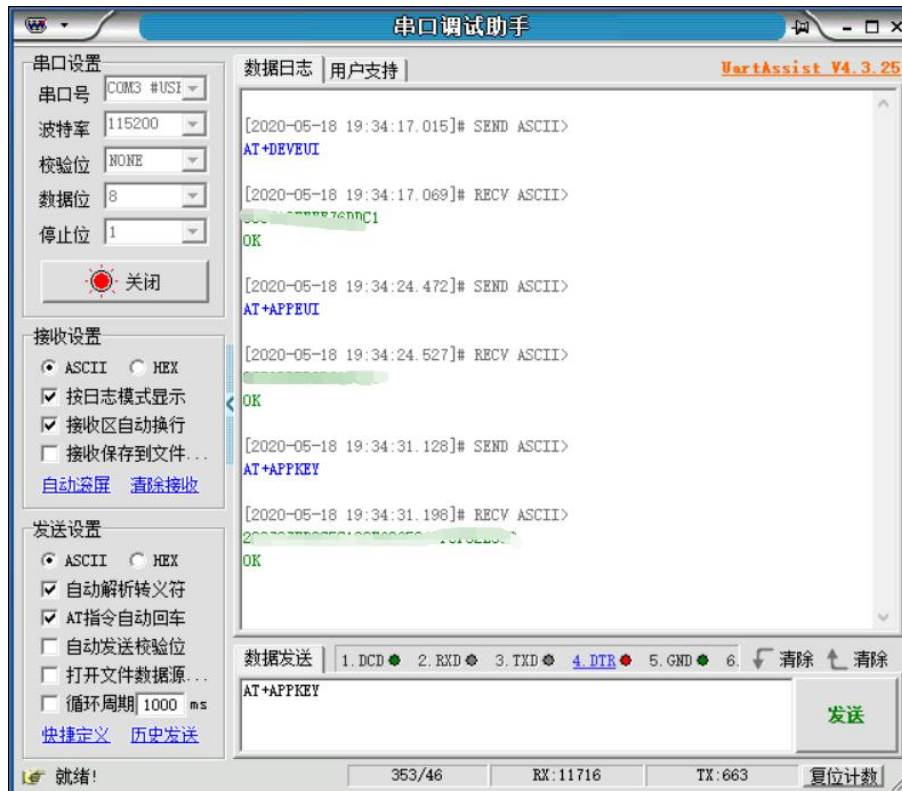 串口调试助手
串口设置
串口号 COM3 #USI
波特率 115200
校验位 NONE
数据位 8
停止位 1
关闭
接收设置
ASCII HEX
按日志模式显示
接收区自动换行
接收保存到文件...
自动滚屏 清除接收
发送设置
ASCII HEX
自动解析转义符
AT指令自动回车
自动发送校验位
打开文件数据源...
循环周期 1000 ms
快捷定义 历史发送
数据日志 用户支持 UartAssist V4.3.25
[2020-05-18 19:34:17.015]# SEND ASCII>
AT+DEVEUI
[2020-05-18 19:34:17.069]# RECV ASCII>
OK
[2020-05-18 19:34:24.472]# SEND ASCII>
AT+APPEUI
[2020-05-18 19:34:24.527]# RECV ASCII>
OK
[2020-05-18 19:34:31.128]# SEND ASCII>
AT+APPKEY
[2020-05-18 19:34:31.198]# RECV ASCII>
OK
数据发送 1.DCD 2.RXD 3.TXD 4.DTR 5.GND 6. 清除 清除
AT+APPKEY
发送
就绪! 353/46 RX:11716 TX:663 复位计数